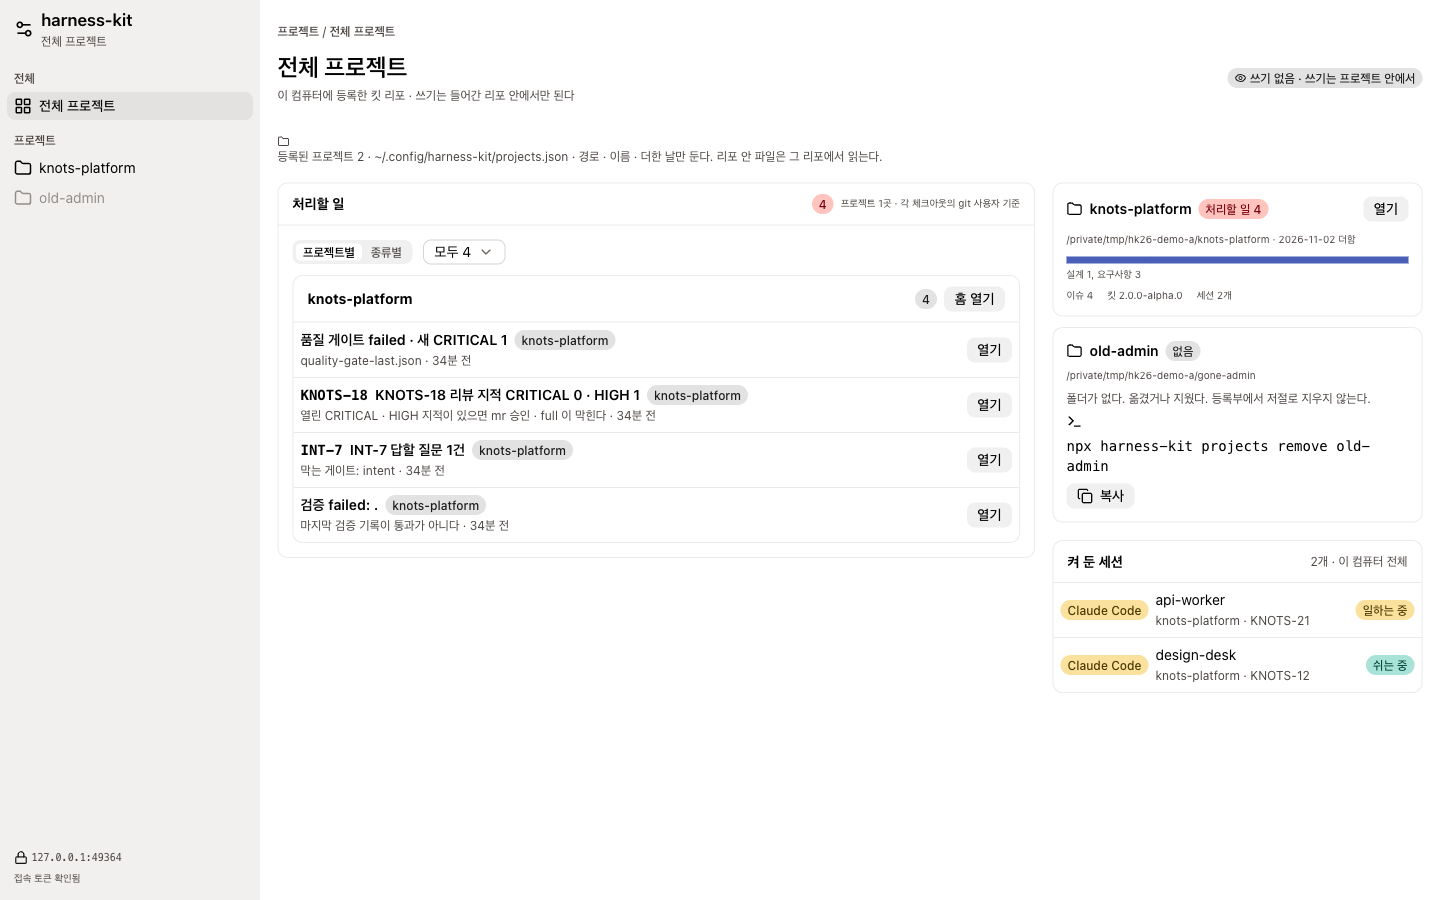 harness-kit
전체 프로젝트
전체
전체 프로젝트
프로젝트
knots-platform
old-admin
127.0.0.1:49364
접속 토큰 확인됨
프로젝트 / 전체 프로젝트
전체 프로젝트
이 컴퓨터에 등록한 킷 리포 · 쓰기는 들어간 리포 안에서만 된다
쓰기 없음 · 쓰기는 프로젝트 안에서
등록된 프로젝트 2 · ~/.config/harness-kit/projects.json · 경로 · 이름 · 더한 날만 둔다. 리포 안 파일은 그 리포에서 읽는다.
처리할 일
4 프로젝트 1곳 · 각 체크아웃의 git 사용자 기준
프로젝트별 종류별 모두 4
knots-platform 4 홈 열기
품질 게이트 failed · 새 CRITICAL 1 knots-platform
quality-gate-last.json · 34분 전
열기
KNOTS-18 KNOTS-18 리뷰 지적 CRITICAL 0 · HIGH 1 knots-platform
열린 CRITICAL · HIGH 지적이 있으면 mr 승인 · full 이 막힌다 · 34분 전
열기
INT-7 INT-7 답할 질문 1건 knots-platform
막는 게이트: intent · 34분 전
열기
검증 failed: . knots-platform
마지막 검증 기록이 통과가 아니다 · 34분 전
열기
knots-platform 처리할 일 4 열기
/private/tmp/hk26-demo-a/knots-platform · 2026-11-02 더함
설계 1, 요구사항 3
이슈 4 킷 2.0.0-alpha.0 세션 2개
old-admin 없음
/private/tmp/hk26-demo-a/gone-admin
폴더가 없다. 옮겼거나 지웠다. 등록부에서 저절로 지우지 않는다.
npx harness-kit projects remove old-
admin
복사
켜 둔 세션 2개 · 이 컴퓨터 전체
Claude Code api-worker 일하는 중
knots-platform · KNOTS-21
Claude Code design-desk 쉬는 중
knots-platform · KNOTS-12